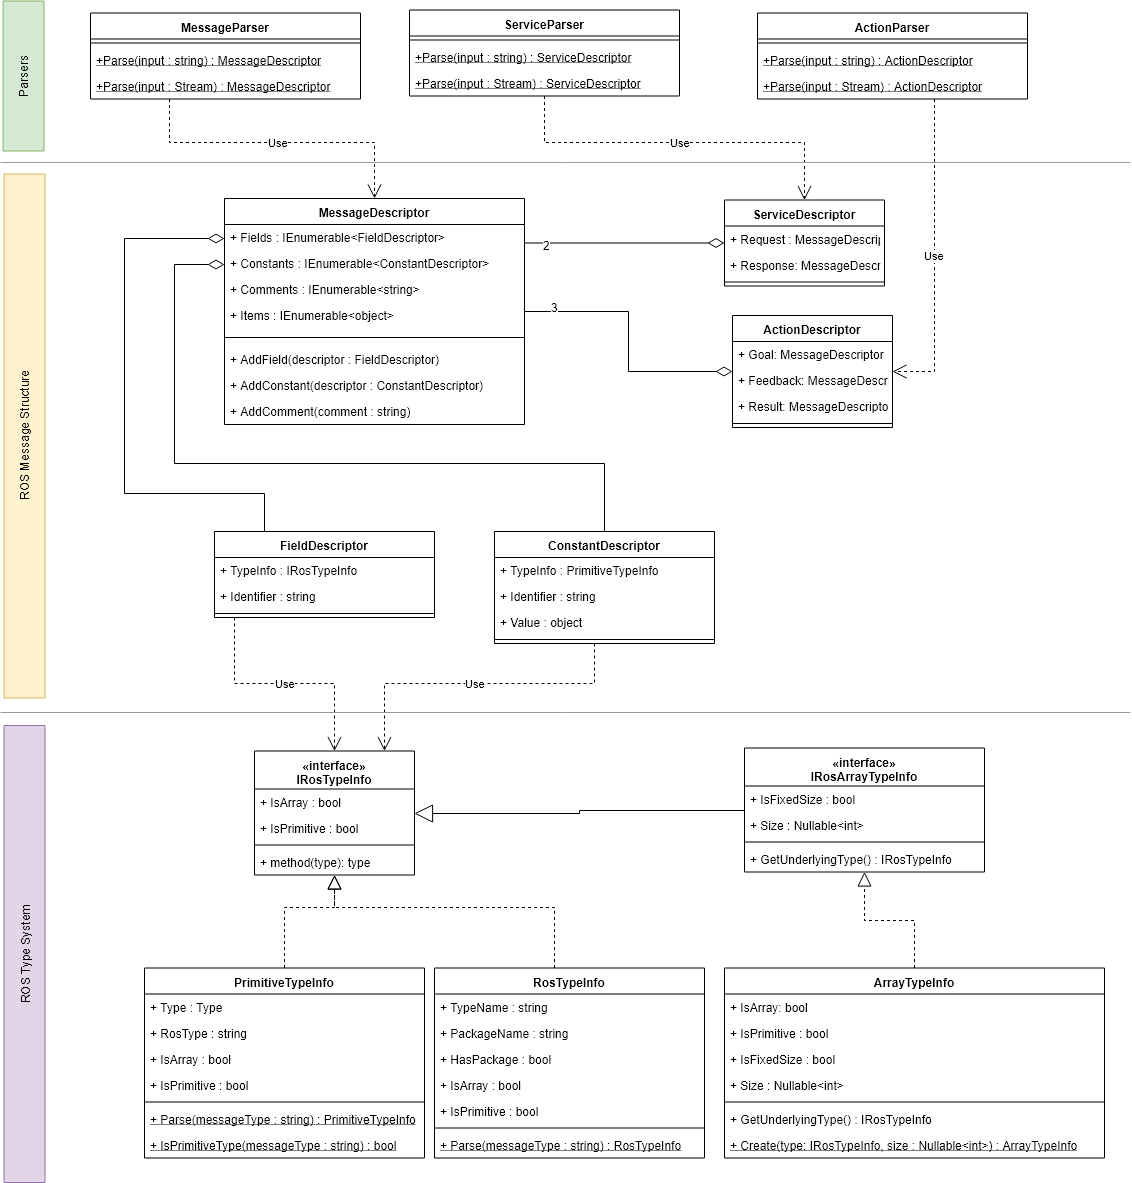 Parsers
MessageParser
+Parse(input : string) : MessageDescriptor
+Parse(input : Stream) : MessageDescriptor
ServiceParser
+Parse(input : string) : ServiceDescriptor
+Parse(input : Stream) : ServiceDescriptor
ActionParser
+Parse(input : string) : ActionDescriptor
+Parse(input : Stream) : ActionDescriptor
Use
Use
Use
ROS Message Structure
MessageDescriptor
+ Fields : IEnumerable<FieldDescriptor>
+ Constants : IEnumerable<ConstantDescriptor>
+ Comments : IEnumerable<string>
+ Items : IEnumerable<object>
+ AddField(descriptor : FieldDescriptor)
+ AddConstant(descriptor : ConstantDescriptor)
+ AddComment(comment : string)
2
3
ServiceDescriptor
+ Request : MessageDescrip
+ Response: MessageDescr
ActionDescriptor
+ Goal: MessageDescriptor
+ Feedback: MessageDescr
+ Result: MessageDescripto
FieldDescriptor
+ TypeInfo : IRosTypeInfo
+ Identifier : string
ConstantDescriptor
+ TypeInfo : PrimitiveTypeInfo
+ Identifier : string
+ Value : object
Use
Use
ROS Type System
«interface»
IRosTypeInfo
+ IsArray : bool
+ IsPrimitive : bool
+ method(type): type
«interface»
IRosArrayTypeInfo
+ IsFixedSize : bool
+ Size : Nullable<int>
+ GetUnderlyingType() : IRosTypeInfo
PrimitiveTypeInfo
+ Type : Type
+ RosType : string
+ IsArray : bool
+ IsPrimitive : bool
+ Parse(messageType : string) : PrimitiveTypeInfo
+ IsPrimitiveType(messageType : string) : bool
RosTypeInfo
+ TypeName : string
+ PackageName : string
+ HasPackage : bool
+ IsArray : bool
+ IsPrimitive : bool
+ Parse(messageType : string) : RosTypeInfo
ArrayTypeInfo
+ IsArray: bool
+ IsPrimitive : bool
+ IsFixedSize : bool
+ Size : Nullable<int>
+ GetUnderlyingType() : IRosTypeInfo
+ Create(type: IRosTypeInfo, size : Nullable<int>) : ArrayTypeInfo